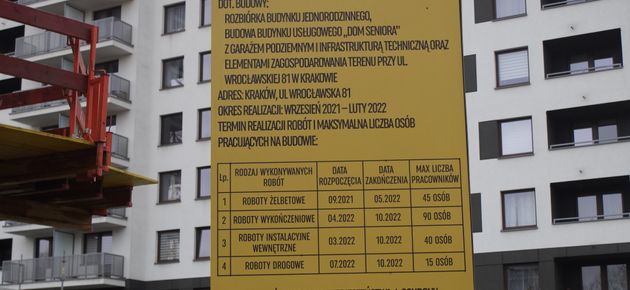 DOT. BUDOWY:
ROZBIÓRKA BUDYNKU JEDNORODZINNEGO,
BUDOWA BUDYNKU USŁUGOWEGO „DOM SENIORA”
Z GARAŻEM PODZIEMNYM I INFRASTRUKTURĄ TECHNICZNĄ ORAZ
ELEMENTAMI ZAGOSPODAROWANIA TERENU PRZY UL.
WROCŁAWSKIEJ 81 W KRAKOWIE
ADRES: KRAKÓW, UL WROCŁAWSKA 81
OKRES REALIZACJI: WRZESIEŃ 2021 – LUTY 2022
TERMIN REALIZACJI ROBÓT I MAKSYMALNA LICZBA OSÓB
PRACUJĄCYCH NA BUDOWIE:
Lp. RODZAJ WYKONYWANYCH ROBÓT DATA ROZPOCZĘCIA DATA ZAKOŃCZENIA MAX LICZBA PRACOWNIKÓW
1 ROBOTY ŻELBETOWE 09.2021 05.2022 45 OSÓB
2 ROBOTY WYKOŃCZENIOWE 04.2022 10.2022 90 OSÓB
3 ROBOTY INSTALACYJNE WEWNĘTRZNE 03.2022 10.2022 40 OSÓB
4 ROBOTY DROGOWE 07.2022 10.2022 15 OSÓB